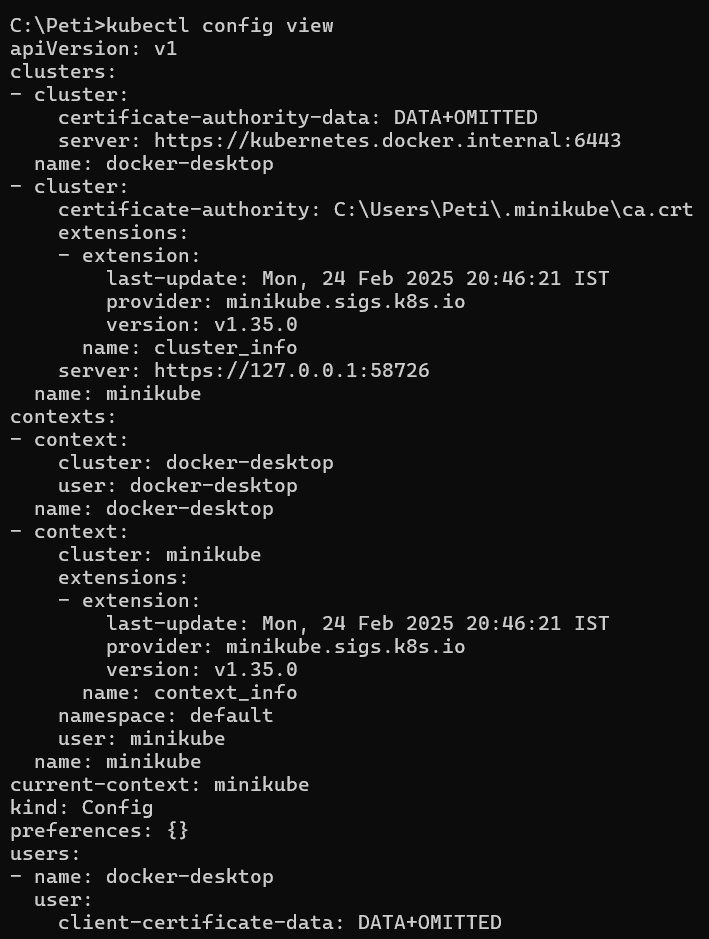 C:\Peti>kubectl config view
apiVersion: v1
clusters:
- cluster:
    certificate-authority-data: DATA+OMITTED
    server: https://kubernetes.docker.internal:6443
  name: docker-desktop
- cluster:
    certificate-authority: C:\Users\Peti\.minikube\ca.crt
    extensions:
    - extension:
        last-update: Mon, 24 Feb 2025 20:46:21 IST
        provider: minikube.sigs.k8s.io
        version: v1.35.0
      name: cluster_info
    server: https://127.0.0.1:58726
  name: minikube
contexts:
- context:
    cluster: docker-desktop
    user: docker-desktop
  name: docker-desktop
- context:
    cluster: minikube
    extensions:
    - extension:
        last-update: Mon, 24 Feb 2025 20:46:21 IST
        provider: minikube.sigs.k8s.io
        version: v1.35.0
      name: context_info
    namespace: default
    user: minikube
  name: minikube
current-context: minikube
kind: Config
preferences: {}
users:
- name: docker-desktop
  user:
    client-certificate-data: DATA+OMITTED